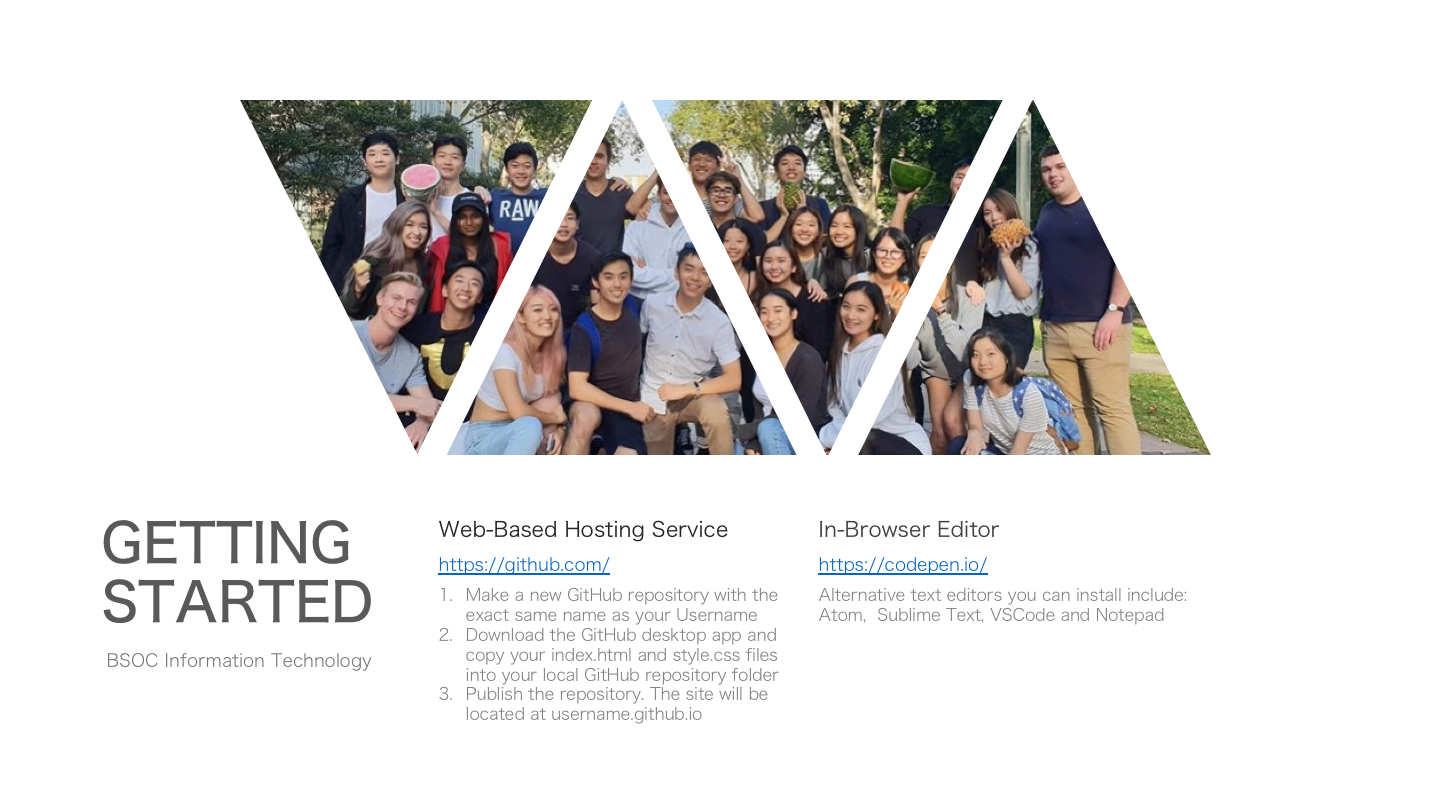 RAW
GETTING
STARTED
BSOC Information Technology
Web-Based Hosting Service
https://github.com/
1. Make a new GitHub repository with the
exact same name as your Username
2. Download the GitHub desktop app and
copy your index.html and style.css files
into your local GitHub repository folder
3. Publish the repository. The site will be
located at username.github.io
In-Browser Editor
https://codepen.io/
Alternative text editors you can install include:
Atom,  Sublime Text, VSCode and Notepad